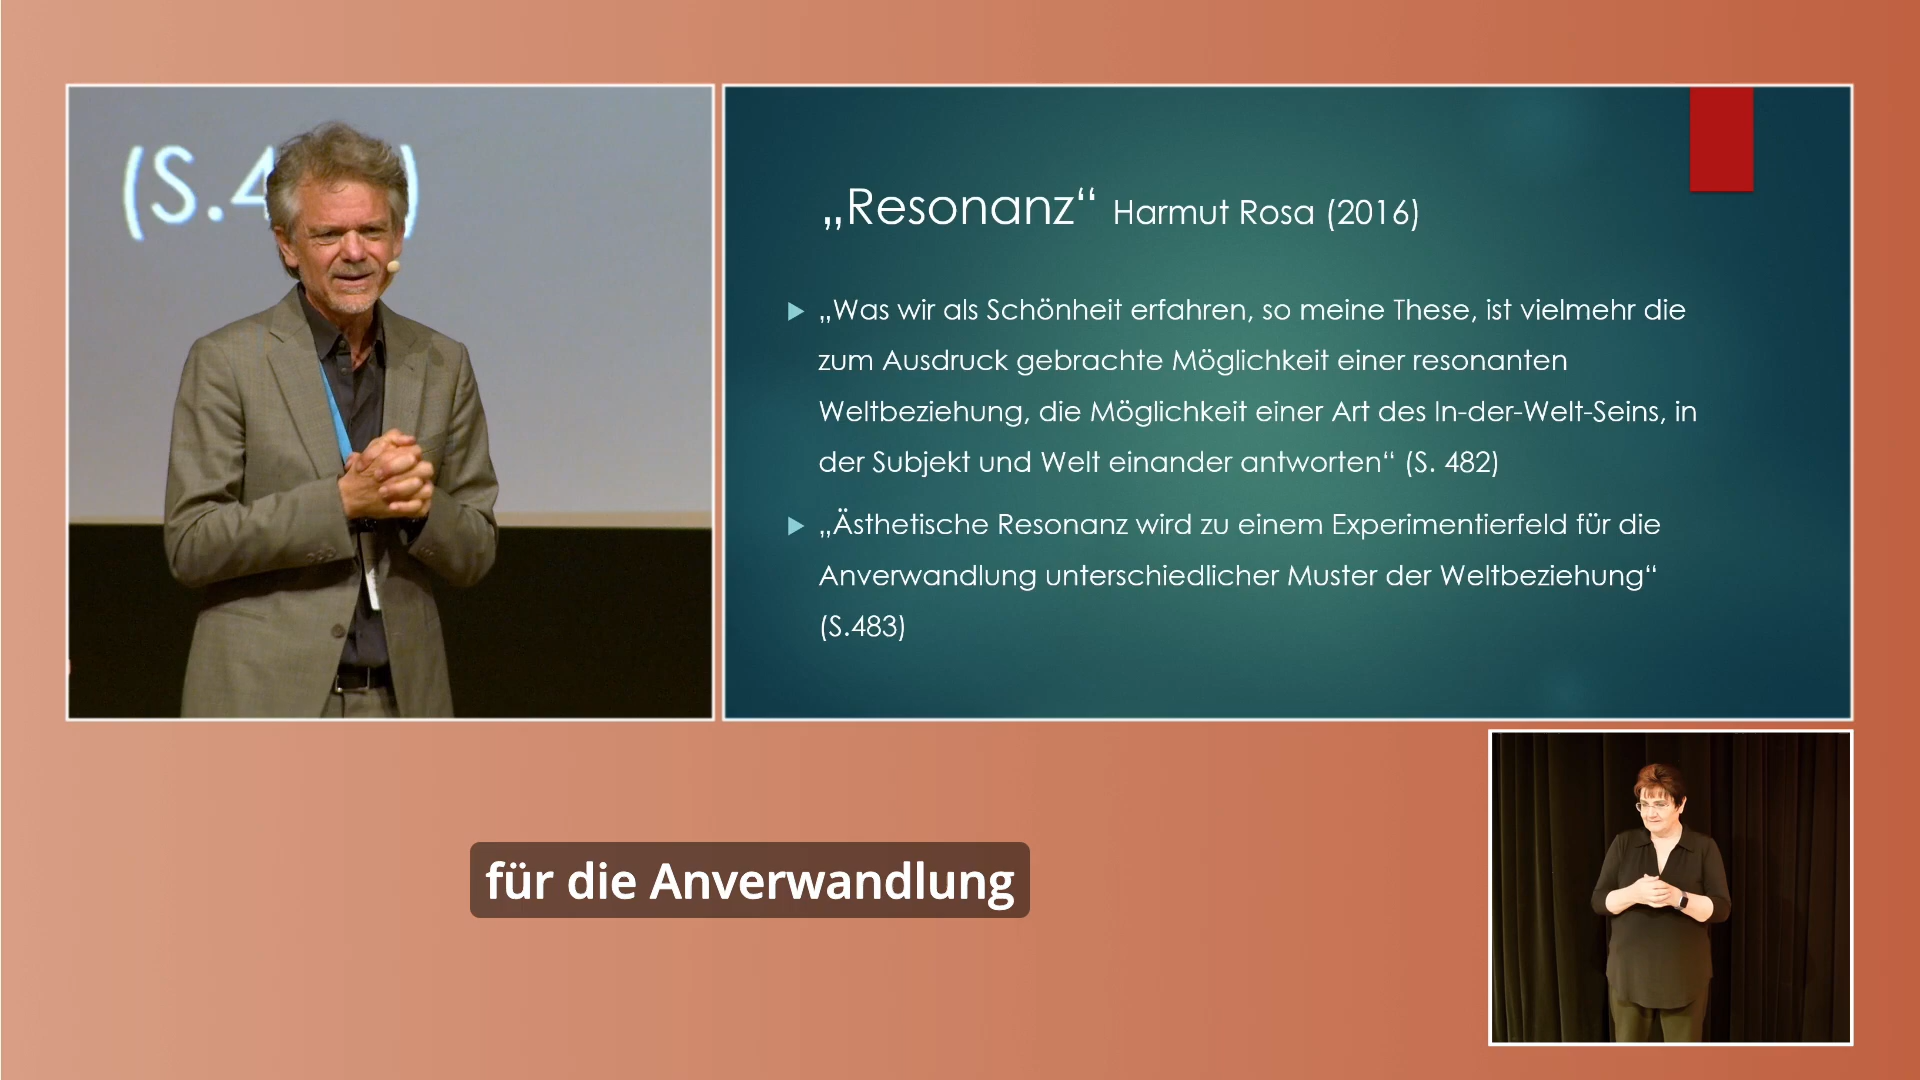 (S.4 )
„Resonanz“ Harmut Rosa (2016)
„Was wir als Schönheit erfahren, so meine These, ist vielmehr die
zum Ausdruck gebrachte Möglichkeit einer resonanten
Weltbeziehung, die Möglichkeit einer Art des In-der-Welt-Seins, in
der Subjekt und Welt einander antworten“ (S. 482)
„Ästhetische Resonanz wird zu einem Experimentierfeld für die
Anverwandlung unterschiedlicher Muster der Weltbeziehung“
(S.483)
für die Anverwandlung